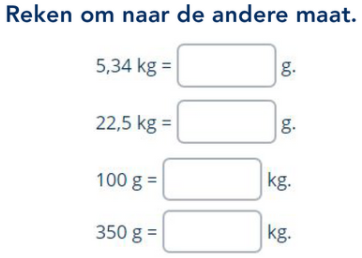 Reken om naar de andere maat.
5,34 kg = g.
22,5 kg = g.
100 g = kg.
350 g = kg.